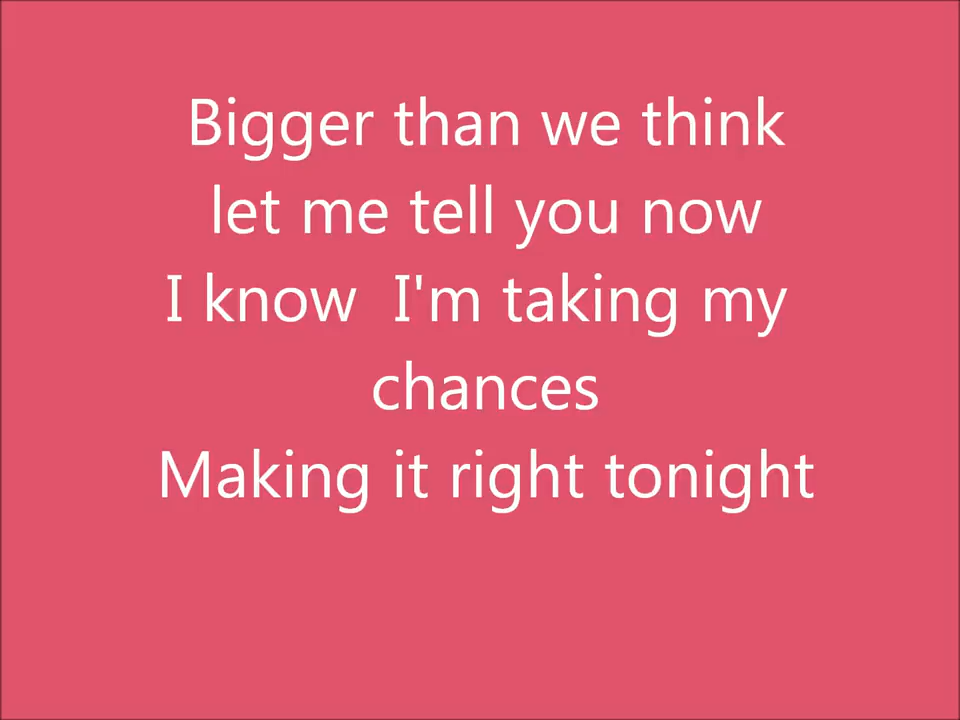 Bigger than we think
let me tell you now
I know  I'm taking my
chances
Making it right tonight